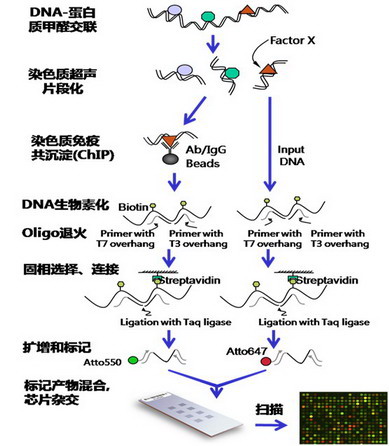 DNA-蛋白
质甲醛交联
Factor X
染色质超声
片段化
染色质免疫
共沉淀(ChIP)
Ab/IgG
Beads
Input
DNA
DNA生物素化
Biotin
Oligo退火
Primer with
T7 overhang
Primer with
T3 overhang
Primer with
T7 overhang
Primer with
T3 overhang
固相选择、连接
Streptavidin
Streptavidin
Ligation with Taq ligase
Ligation with Taq ligase
扩增和标记
Atto550
Atto647
标记产物混合,
芯片杂交
扫描